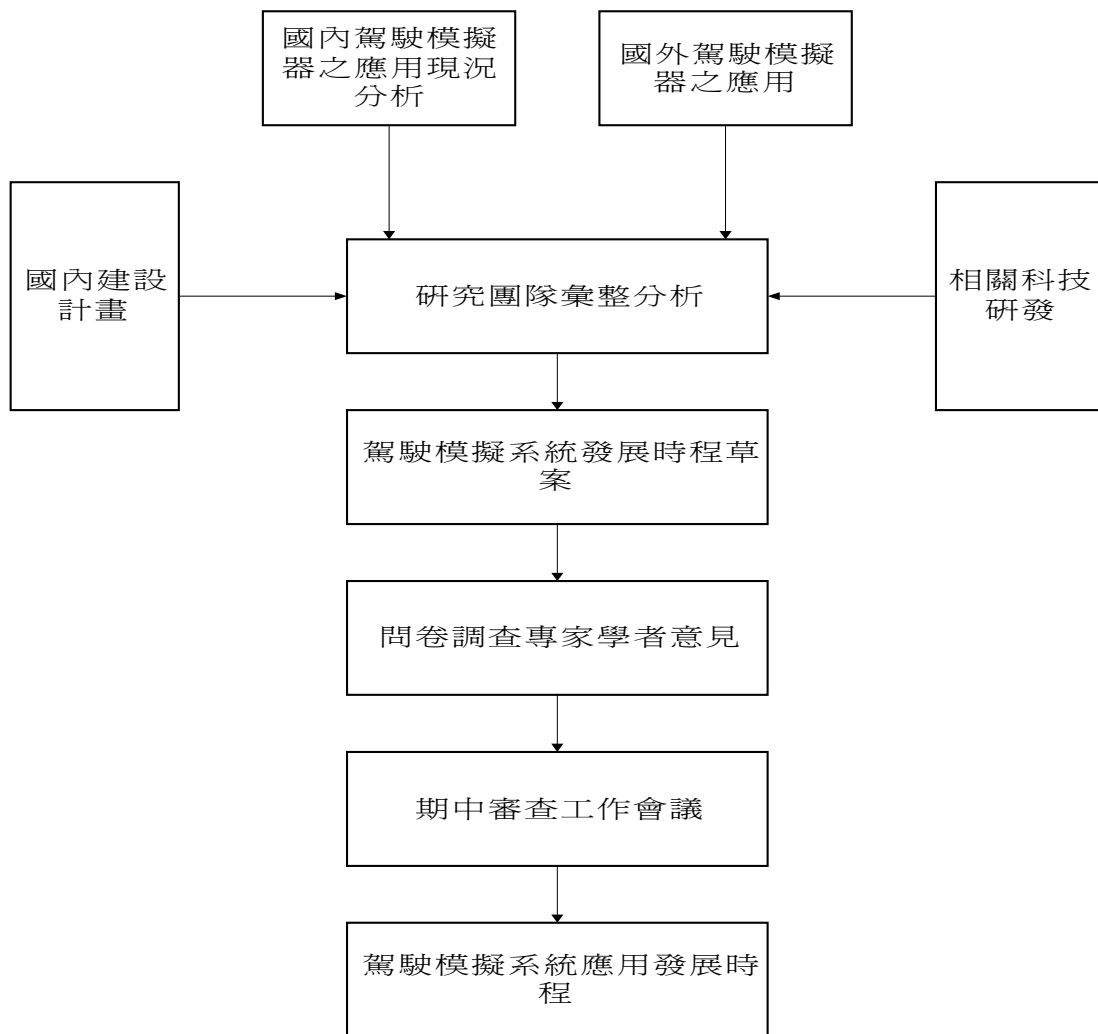 國內駕駛模擬
器之應用現況
分析
國外駕駛模擬
器之應用
國內建設
計畫
研究團隊彙整分析
相關科技
研發
駕駛模擬系統發展時程草
案
問卷調查專家學者意見
期中審查工作會議
駕駛模擬系統應用發展時
程